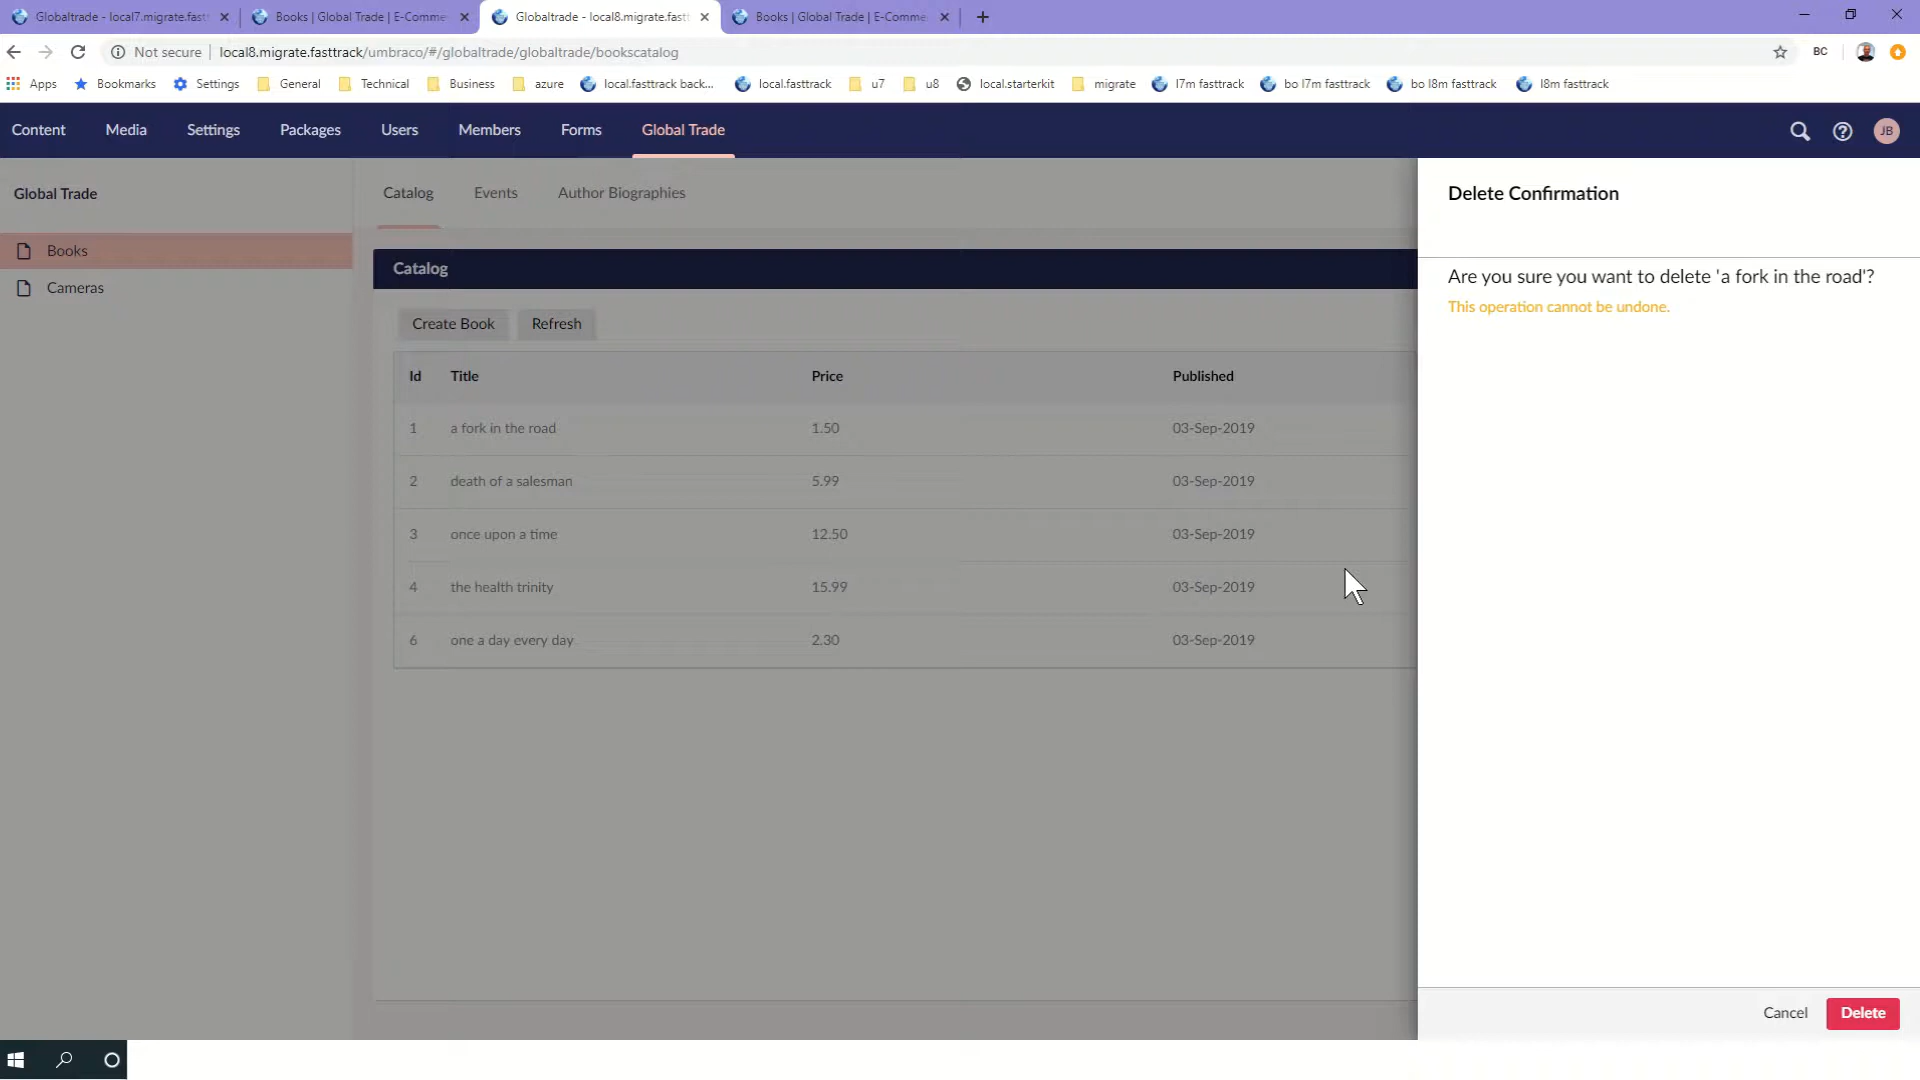 Globaltrade - local7.migrate.fast
Books | Global Trade | E-Comme
Globaltrade - local8.migrate.fast
Books | Global Trade | E-Comme
Not secure | local8.migrate.fasttrack/umbraco/#/globaltrade/globaltrade/bookscatalog
BC
Apps Bookmarks Settings General Technical Business azure local.fasttrack back... local.fasttrack u7 u8 local.starterkit migrate l7m fasttrack bo l7m fasttrack bo l8m fasttrack l8m fasttrack
Content Media Settings Packages Users Members Forms Global Trade JB
Global Trade
Books
Cameras
Catalog Events Author Biographies
Catalog
Create Book Refresh
Id Title Price Published
1 a fork in the road 1.50 03-Sep-2019
2 death of a salesman 5.99 03-Sep-2019
3 once upon a time 12.50 03-Sep-2019
4 the health trinity 15.99 03-Sep-2019
6 one a day every day 2.30 03-Sep-2019
Delete Confirmation
Are you sure you want to delete 'a fork in the road'?
This operation cannot be undone.
Cancel Delete